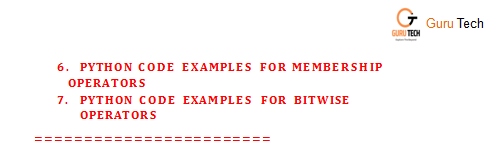 Guru Tech
GURU TECH
6. PYTHON CODE EXAMPLES FOR MEMBERSHIP
OPERATORS
7. PYTHON CODE EXAMPLES FOR BITWISE
OPERATORS
========================